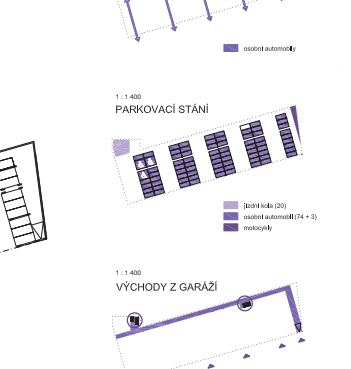 osobní automobily
1 : 1 400
PARKOVACÍ STÁNÍ
jízdní kola (20)
osobní automobil (74 + 3)
motocykly
1 : 1 400
VÝCHODY Z GARÁŽÍ